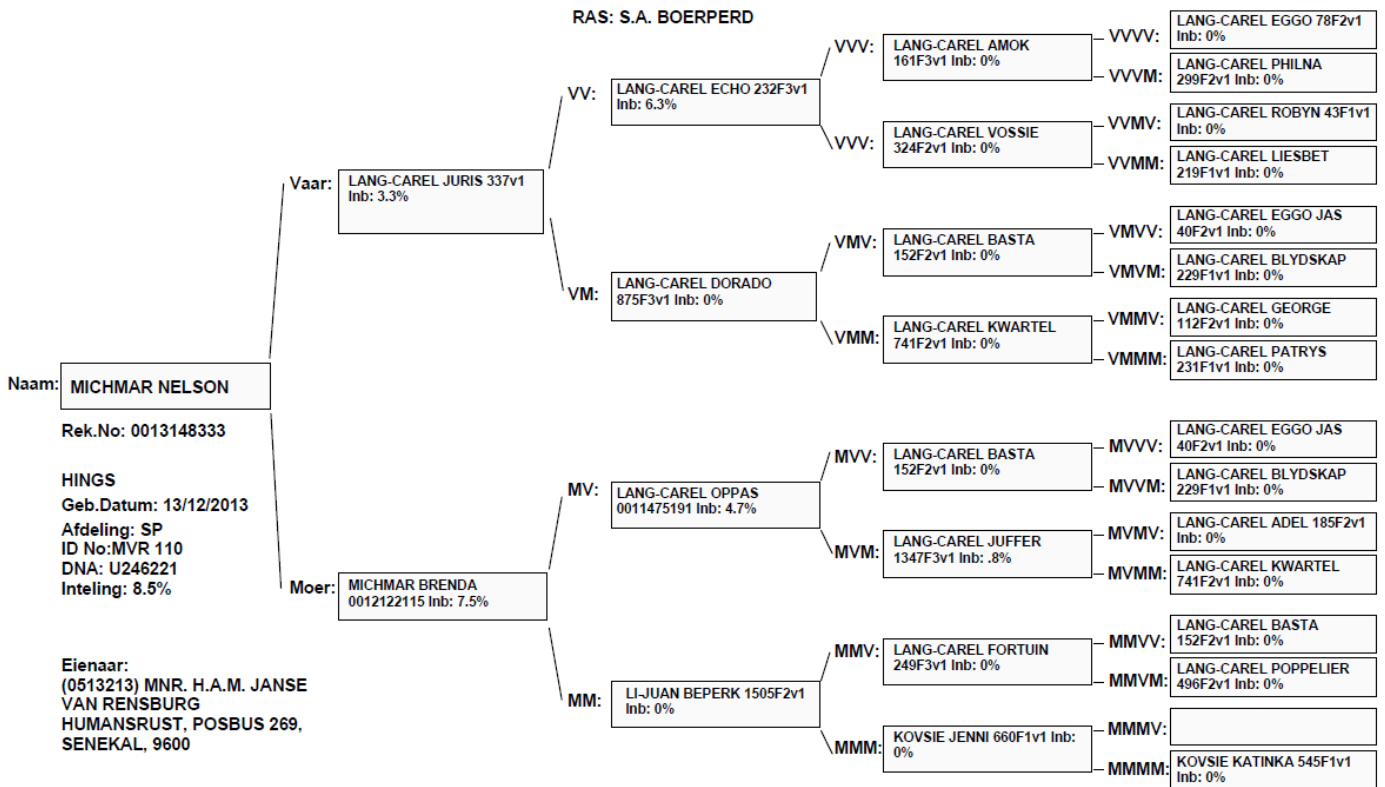 RAS: S.A. BOERPERD
Naam:
MICHMAR NELSON
Rek.No: 0013148333
HINGS
Geb.Datum: 13/12/2013
Afdeling: SP
ID No:MVR 110
DNA: U246221
Inteling: 8.5%
Eienaar:
(0513213) MNR. H.A.M. JANSE
VAN RENSBURG
HUMANSRUST, POSBUS 269,
SENEKAL, 9600
Vaar:
LANG-CAREL JURIS 337v1
Inb: 3.3%
Moer:
MICHMAR BRENDA
0012122115 Inb: 7.5%
VV:
LANG-CAREL ECHO 232F3v1
Inb: 6.3%
VM:
LANG-CAREL DORADO
875F3v1 Inb: 0%
MV:
LANG-CAREL OPPAS
0011475191 Inb: 4.7%
MM:
LI-JUAN BEPERK 1505F2v1
Inb: 0%
VVV:
LANG-CAREL AMOK
161F3v1 Inb: 0%
VVV:
LANG-CAREL VOSSIE
324F2v1 Inb: 0%
VMV:
LANG-CAREL BASTA
152F2v1 Inb: 0%
VMM:
LANG-CAREL KWARTEL
741F2v1 Inb: 0%
MVV:
LANG-CAREL BASTA
152F2v1 Inb: 0%
MVM:
LANG-CAREL JUFFER
1347F3v1 Inb: .8%
MMV:
LANG-CAREL FORTUIN
249F3v1 Inb: 0%
MMM:
KOVSIE JENNI 660F1v1 Inb:
0%
VVVV:
LANG-CAREL EGGO 78F2v1
Inb: 0%
VVVM:
LANG-CAREL PHILNA
299F2v1 Inb: 0%
VVMV:
LANG-CAREL ROBYN 43F1v1
Inb: 0%
VVMM:
LANG-CAREL LIESBET
219F1v1 Inb: 0%
VMVV:
LANG-CAREL EGGO JAS
40F2v1 Inb: 0%
VMVM:
LANG-CAREL BLYDSKAP
229F1v1 Inb: 0%
VMMV:
LANG-CAREL GEORGE
112F2v1 Inb: 0%
VMMM:
LANG-CAREL PATRYS
231F1v1 Inb: 0%
MVVV:
LANG-CAREL EGGO JAS
40F2v1 Inb: 0%
MVVM:
LANG-CAREL BLYDSKAP
229F1v1 Inb: 0%
MVMV:
LANG-CAREL ADEL 185F2v1
Inb: 0%
MVMM:
LANG-CAREL KWARTEL
741F2v1 Inb: 0%
MMVV:
LANG-CAREL BASTA
152F2v1 Inb: 0%
MMVM:
LANG-CAREL POPPELIER
496F2v1 Inb: 0%
MMMV:
MMMM:
KOVSIE KATINKA 545F1v1
Inb: 0%